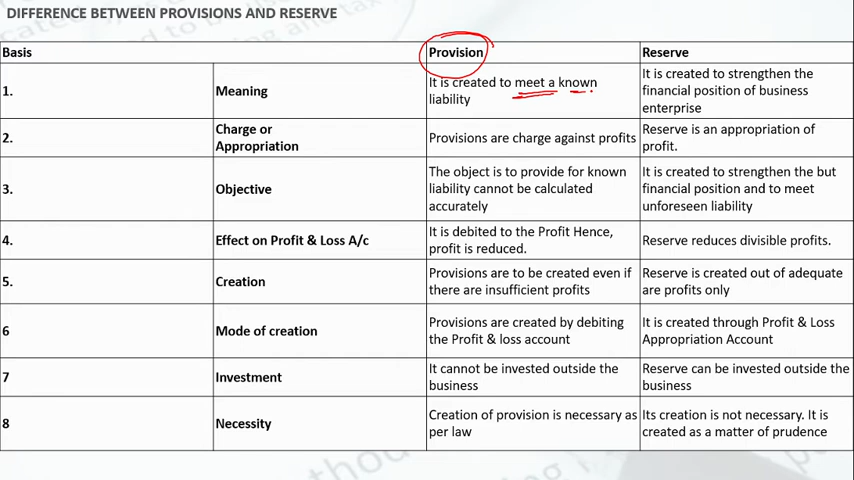 DIFFERENCE BETWEEN PROVISIONS AND RESERVE
Basis Provision Reserve
1. Meaning It is created to meet a known
liability
It is created to strengthen the
financial position of business
enterprise
2. Charge or
Appropriation
Provisions are charge against profits
Reserve is an appropriation of
profit.
3. Objective
The object is to provide for known
liability cannot be calculated
accurately
It is created to strengthen the but
financial position and to meet
unforeseen liability
4. Effect on Profit & Loss A/c
It is debited to the Profit Hence,
profit is reduced.
Reserve reduces divisible profits.
5. Creation
Provisions are to be created even if
there are insufficient profits
Reserve is created out of adequate
are profits only
6 Mode of creation
Provisions are created by debiting
the Profit & loss account
It is created through Profit & Loss
Appropriation Account
7 Investment
It cannot be invested outside the
business
Reserve can be invested outside the
business
8 Necessity
Creation of provision is necessary as
per law
Its creation is not necessary. It is
created as a matter of prudence